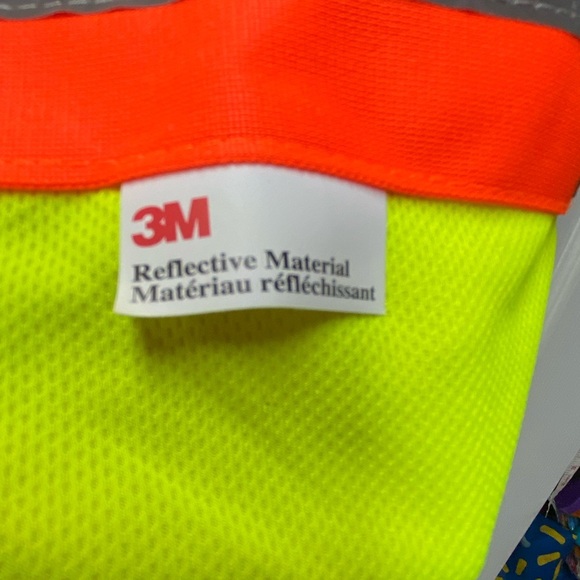 3M
Reflective Material
Matériau réfléchissant